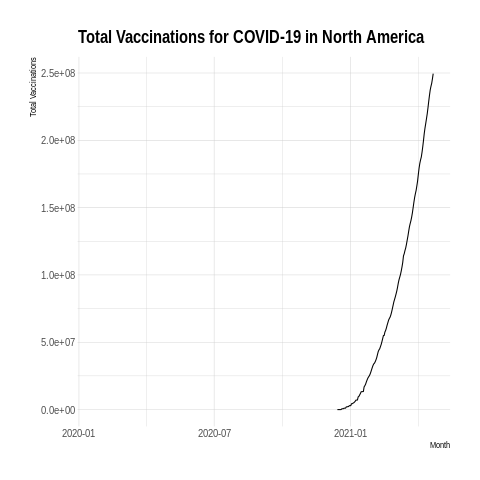 Total Vaccinations for COVID-19 in North America
Total Vaccinations
2.5e+08
2.0e+08
1.5e+08
1.0e+08
5.0e+07
0.0e+00
2020-01 2020-07 2021-01
Month